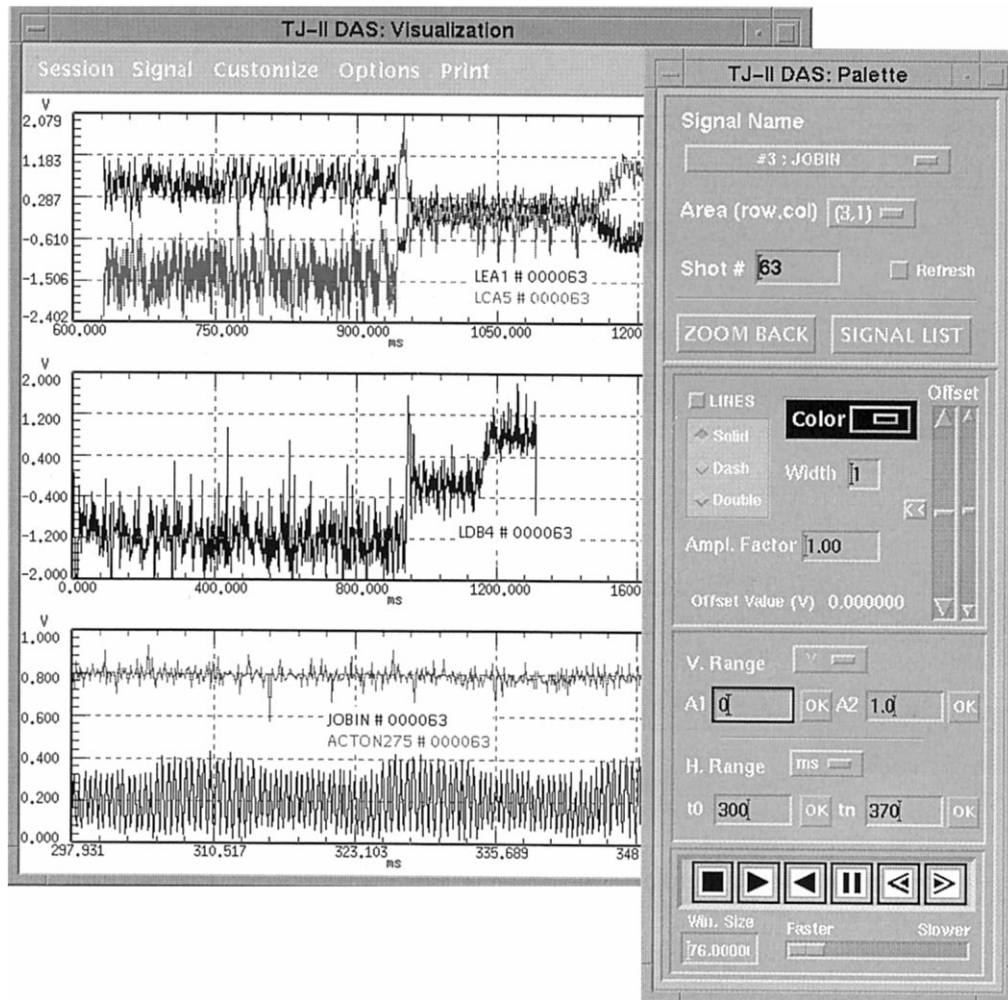 TJ-II DAS: Visualization
Session Signal Customize Options Print
V
2.079
1.183
0.287
-0.610
-1.506
-2.402
LEA1 # 000063
LCA5 # 000063
600.000 750.000 900.000 1050.000 1200
ms
V
2.000
1.200
0.400
-0.400
-1.200
-2.000
LDB4 # 000063
0.000 400.000 800.000 1200.000 1600
ms
V
1.000
0.800
0.600
0.400
0.200
0.000
JOBIN # 000063
ACTON275 # 000063
297.931 310.517 323.103 335.689 348
ms
TJ-II DAS: Palette
Signal Name
#3 : JOBIN
Area (row,col) (3,1)
Shot # 63 Refresh
ZOOM BACK SIGNAL LIST
LINES Color Offset
Solid
Dash Width 1
Double <<
Ampl. Factor 1.00
Offset Value (V) 0.000000
V. Range V
A1 0 OK A2 1.0 OK
H. Range ms
t0 300 OK tn 370 OK
Win. Size Faster Slower